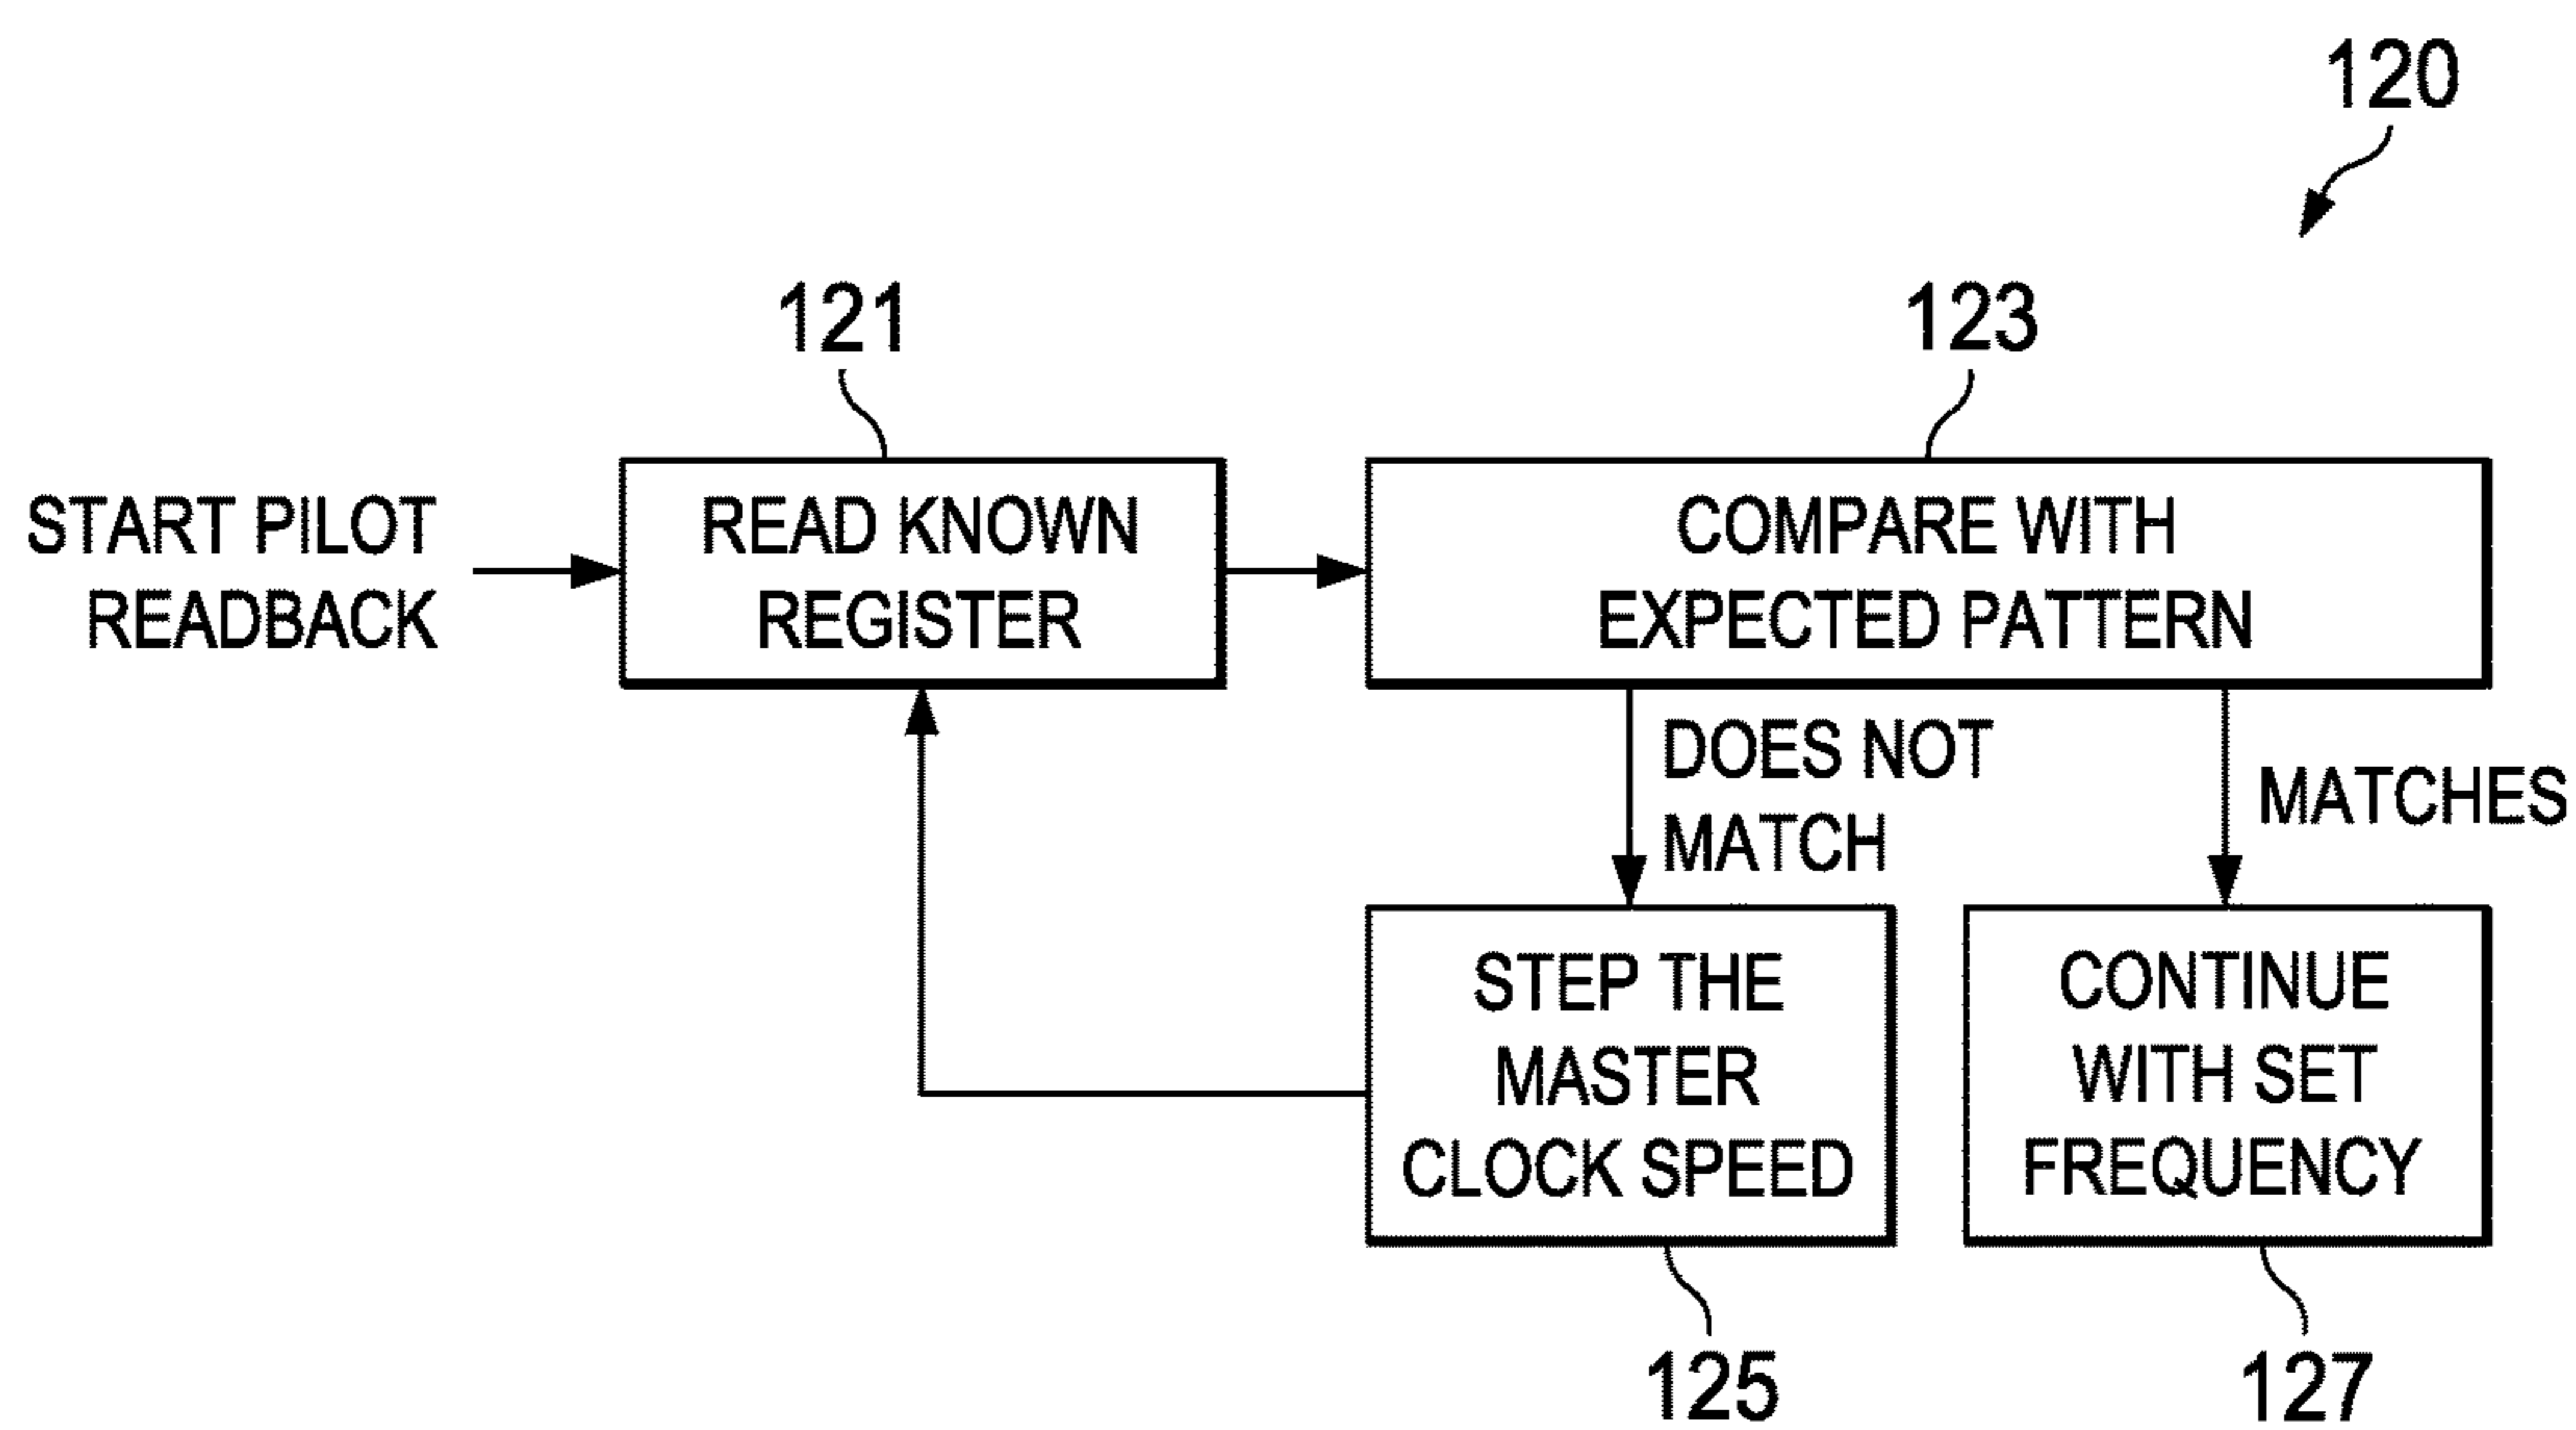 120
121
123
START PILOT
READBACK
READ KNOWN
REGISTER
COMPARE WITH
EXPECTED PATTERN
DOES NOT
MATCH
MATCHES
STEP THE
MASTER
CLOCK SPEED
CONTINUE
WITH SET
FREQUENCY
125
127